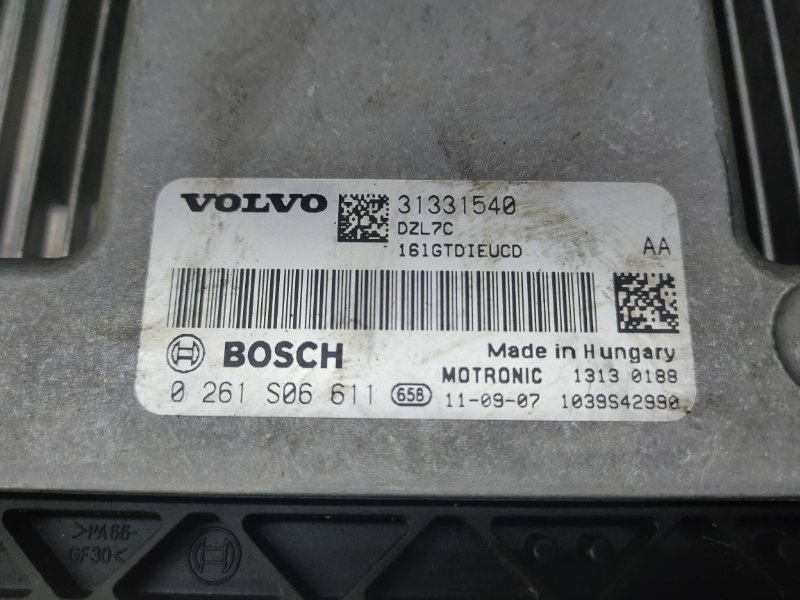 VOLVO 31331540
DZL7C
161GTDIEUCD AA
BOSCH Made in Hungary
MOTRONIC 1313 0188
0 261 S06 611 658 11-09-07 1039S42990
>PA66-
GF30<